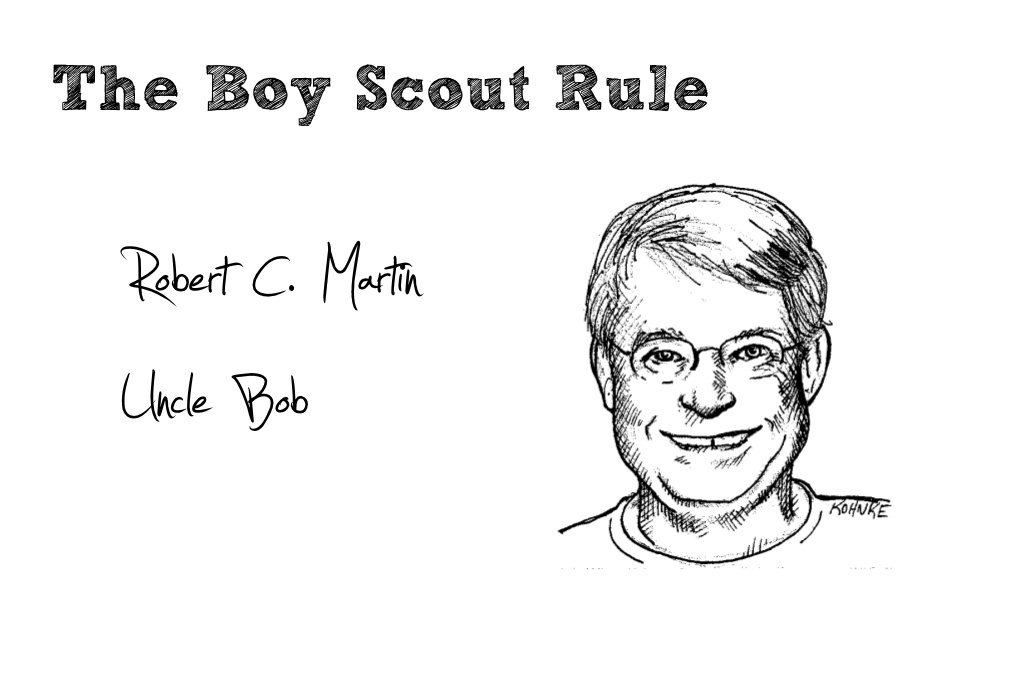 The Boy Scout Rule
Robert C. Martin
Uncle Bob
KOHNKE